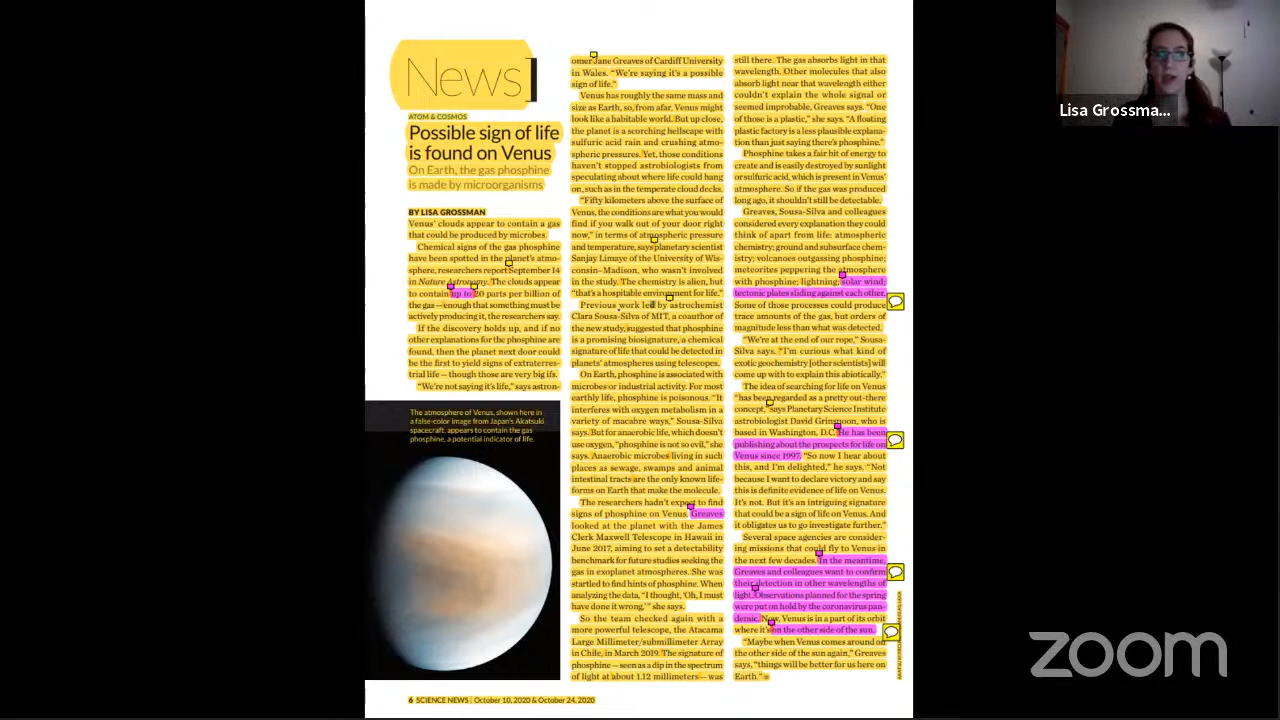 News]
ATOM & COSMOS
Possible sign of life
is found on Venus
On Earth, the gas phosphine
is made by microorganisms
BY LISA GROSSMAN
Venus' clouds appear to contain a gas
that could be produced by microbes.
Chemical signs of the gas phosphine
have been spotted in the planet's atmo-
sphere, researchers report September 14
in Nature Astronomy. The clouds appear
to contain up to 20 parts per billion of
the gas — enough that something must be
actively producing it, the researchers say.
If the discovery holds up, and if no
other explanations for the phosphine are
found, then the planet next door could
be the first to yield signs of extraterres-
trial life — though those are very big ifs.
"We're not saying it's life," says astron-
The atmosphere of Venus, shown here in
a false-color image from Japan's Akatsuki
spacecraft, appears to contain the gas
phosphine, a potential indicator of life.
omer Jane Greaves of Cardiff University
in Wales. "We're saying it's a possible
sign of life."
Venus has roughly the same mass and
size as Earth, so, from afar, Venus might
look like a habitable world. But up close,
the planet is a scorching hellscape with
sulfuric acid rain and crushing atmo-
spheric pressures. Yet, those conditions
haven't stopped astrobiologists from
speculating about where life could hang
on, such as in the temperate cloud decks.
"Fifty kilometers above the surface of
Venus, the conditions are what you would
find if you walk out of your door right
now," in terms of atmospheric pressure
and temperature, says planetary scientist
Sanjay Limaye of the University of Wis-
consin–Madison, who wasn't involved
in the study. The chemistry is alien, but
"that's a hospitable environment for life."
Previous work led by astrochemist
Clara Sousa-Silva of MIT, a coauthor of
the new study, suggested that phosphine
is a promising biosignature, a chemical
signature of life that could be detected in
planets' atmospheres using telescopes.
On Earth, phosphine is associated with
microbes or industrial activity. For most
earthly life, phosphine is poisonous. "It
interferes with oxygen metabolism in a
variety of macabre ways," Sousa-Silva
says. But for anaerobic life, which doesn't
use oxygen, "phosphine is not so evil," she
says. Anaerobic microbes living in such
places as sewage, swamps and animal
intestinal tracts are the only known life-
forms on Earth that make the molecule.
The researchers hadn't expect to find
signs of phosphine on Venus. Greaves
looked at the planet with the James
Clerk Maxwell Telescope in Hawaii in
June 2017, aiming to set a detectability
benchmark for future studies seeking the
gas in exoplanet atmospheres. She was
startled to find hints of phosphine. When
analyzing the data, "I thought, 'Oh, I must
have done it wrong,'" she says.
So the team checked again with a
more powerful telescope, the Atacama
Large Millimeter/submillimeter Array
in Chile, in March 2019. The signature of
phosphine — seen as a dip in the spectrum
of light at about 1.12 millimeters — was
still there. The gas absorbs light in that
wavelength. Other molecules that also
absorb light near that wavelength either
couldn't explain the whole signal or
seemed improbable, Greaves says. "One
of those is a plastic," she says. "A floating
plastic factory is a less plausible explana-
tion than just saying there's phosphine."
Phosphine takes a fair bit of energy to
create and is easily destroyed by sunlight
or sulfuric acid, which is present in Venus'
atmosphere. So if the gas was produced
long ago, it shouldn't still be detectable.
Greaves, Sousa-Silva and colleagues
considered every explanation they could
think of apart from life: atmospheric
chemistry; ground and subsurface chem-
istry; volcanoes outgassing phosphine;
meteorites peppering the atmosphere
with phosphine; lightning; solar wind;
tectonic plates sliding against each other.
Some of those processes could produce
trace amounts of the gas, but orders of
magnitude less than what was detected.
"We're at the end of our rope," Sousa-
Silva says. "I'm curious what kind of
exotic geochemistry [other scientists] will
come up with to explain this abiotically."
The idea of searching for life on Venus
"has been regarded as a pretty out-there
concept," says Planetary Science Institute
astrobiologist David Grinspoon, who is
based in Washington, D.C. He has been
publishing about the prospects for life on
Venus since 1997. "So now I hear about
this, and I'm delighted," he says. "Not
because I want to declare victory and say
this is definite evidence of life on Venus.
It's not. But it's an intriguing signature
that could be a sign of life on Venus. And
it obligates us to go investigate further."
Several space agencies are consider-
ing missions that could fly to Venus in
the next few decades. In the meantime,
Greaves and colleagues want to confirm
their detection in other wavelengths of
light. Observations planned for the spring
were put on hold by the coronavirus pan-
demic. Now, Venus is in a part of its orbit
where it's on the other side of the sun.
"Maybe when Venus comes around on
the other side of the sun again," Greaves
says, "things will be better for us here on
Earth."
6 SCIENCE NEWS | October 10, 2020 & October 24, 2020
Lisa Grossma...
zoom